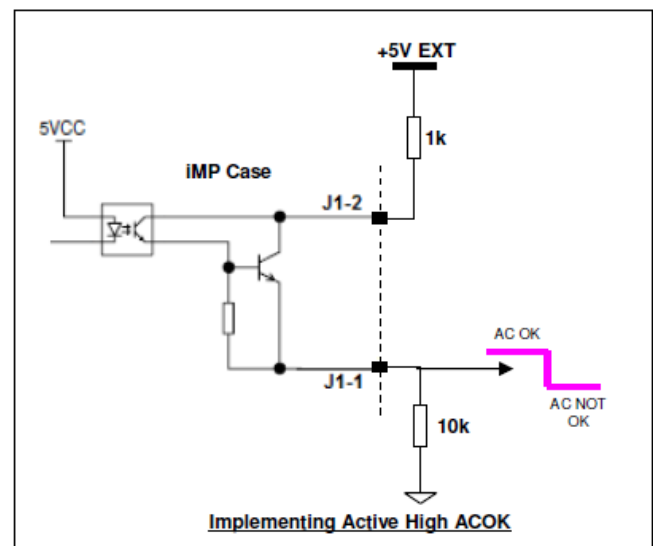 +5V EXT
5VCC
1k
iMP Case
J1-2
AC OK
J1-1
AC NOT
OK
10k
Implementing Active High ACOK